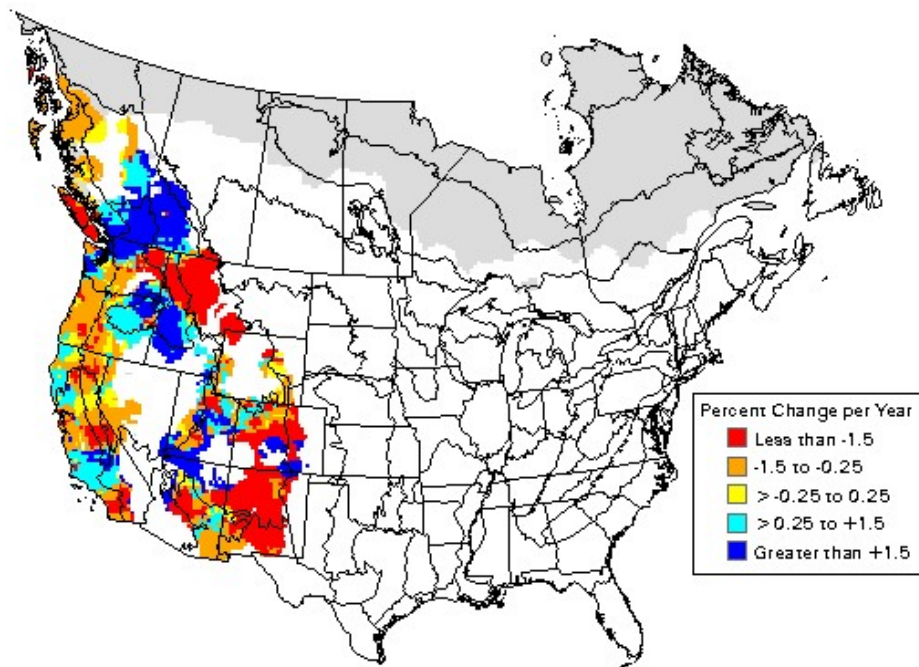 Percent Change per Year
Less than -1.5
-1.5 to -0.25
> -0.25 to 0.25
> 0.25 to +1.5
Greater than +1.5